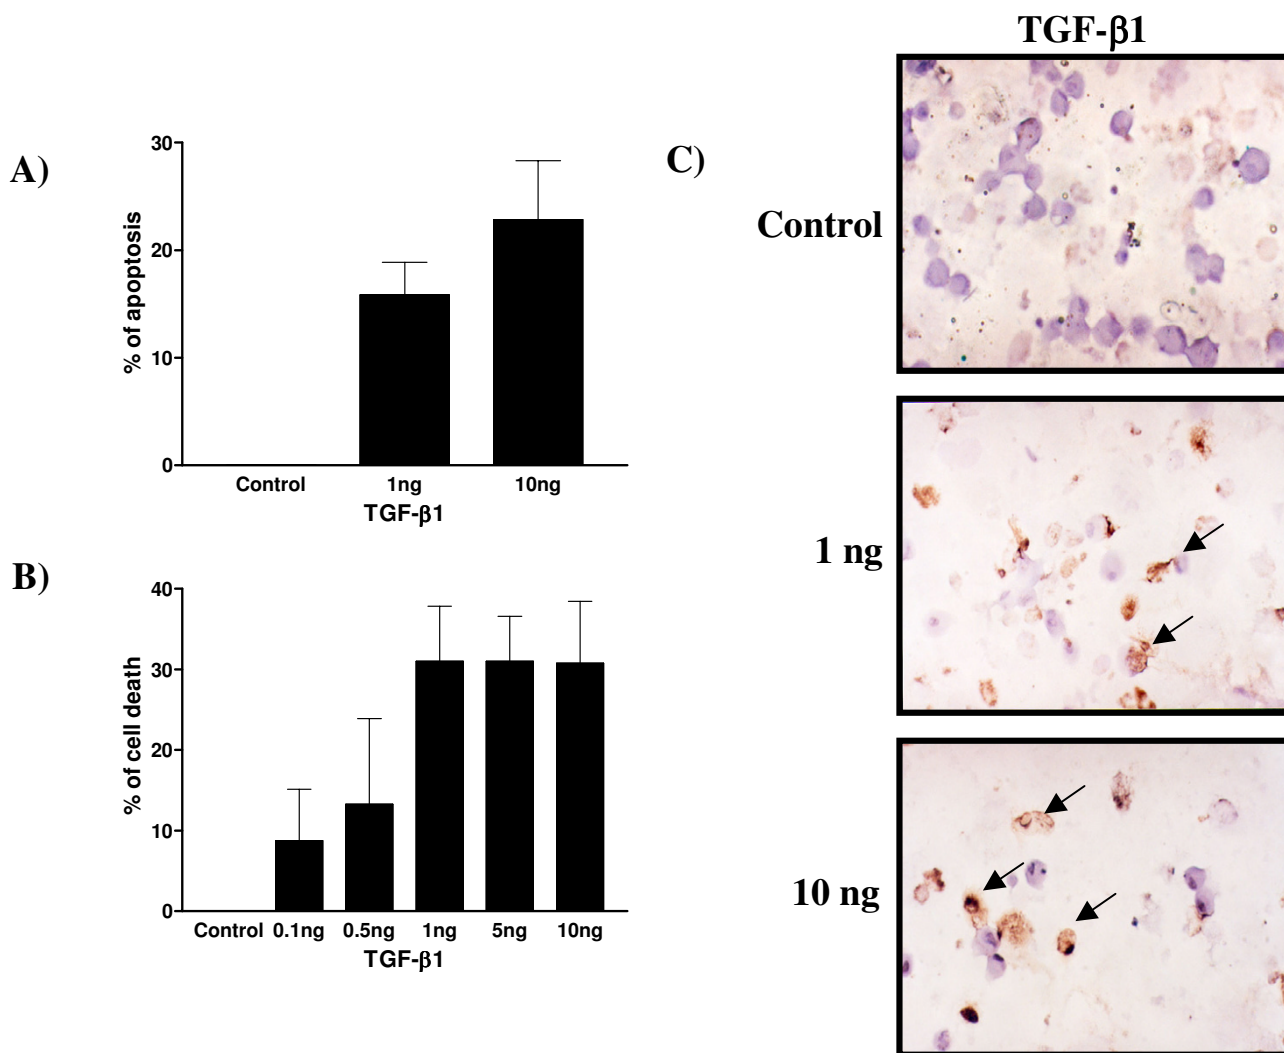 A)
30
20
10
0
% of apoptosis
Control 1ng 10ng
TGF-β1
B)
40
30
20
10
0
% of cell death
Control 0.1ng 0.5ng 1ng 5ng 10ng
TGF-β1
C)
TGF-β1
Control
1 ng
10 ng